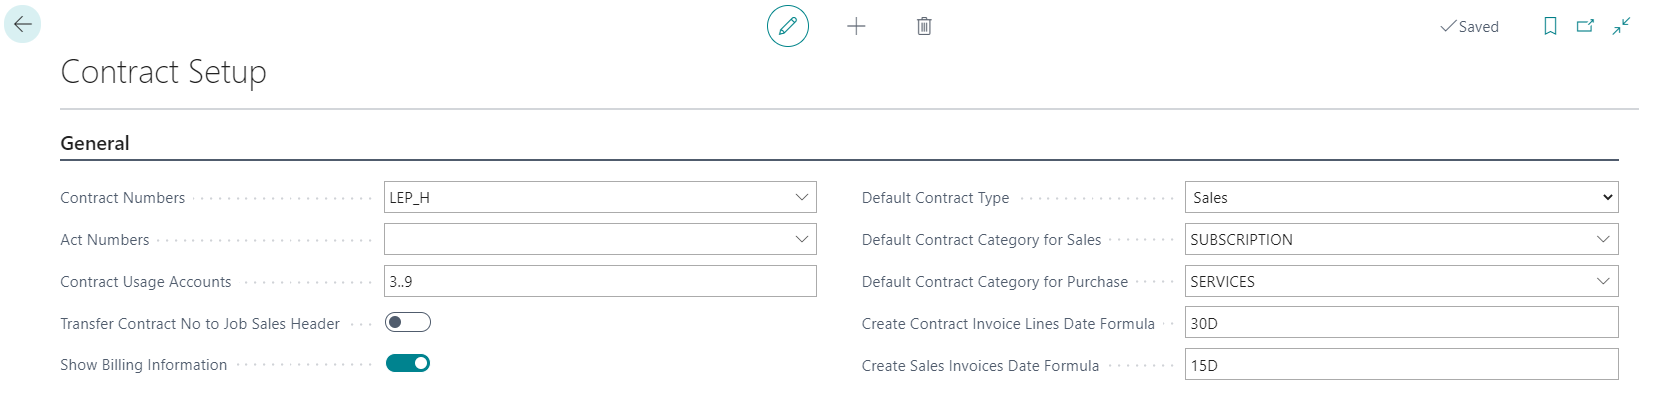 Saved
Contract Setup
General
Contract Numbers LEP_H
Act Numbers
Contract Usage Accounts 3..9
Transfer Contract No to Job Sales Header
Show Billing Information
Default Contract Type Sales
Default Contract Category for Sales SUBSCRIPTION
Default Contract Category for Purchase SERVICES
Create Contract Invoice Lines Date Formula 30D
Create Sales Invoices Date Formula 15D